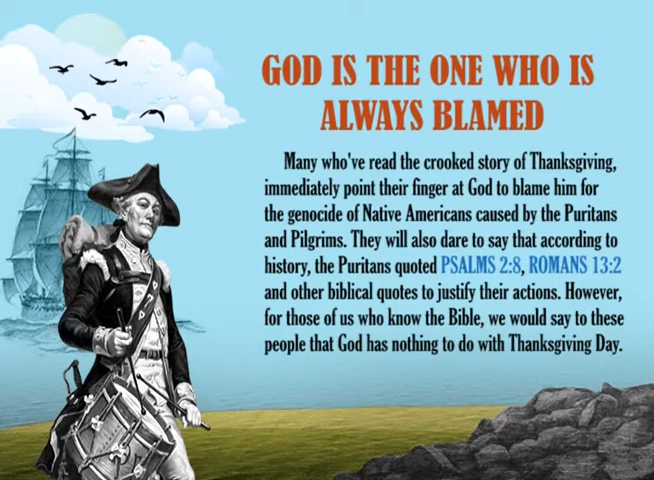 GOD IS THE ONE WHO IS
ALWAYS BLAMED
Many who've read the crooked story of Thanksgiving,
immediately point their finger at God to blame him for
the genocide of Native Americans caused by the Puritans
and Pilgrims. They will also dare to say that according to
history, the Puritans quoted PSALMS 2:8, ROMANS 13:2
and other biblical quotes to justify their actions. However,
for those of us who know the Bible, we would say to these
people that God has nothing to do with Thanksgiving Day.